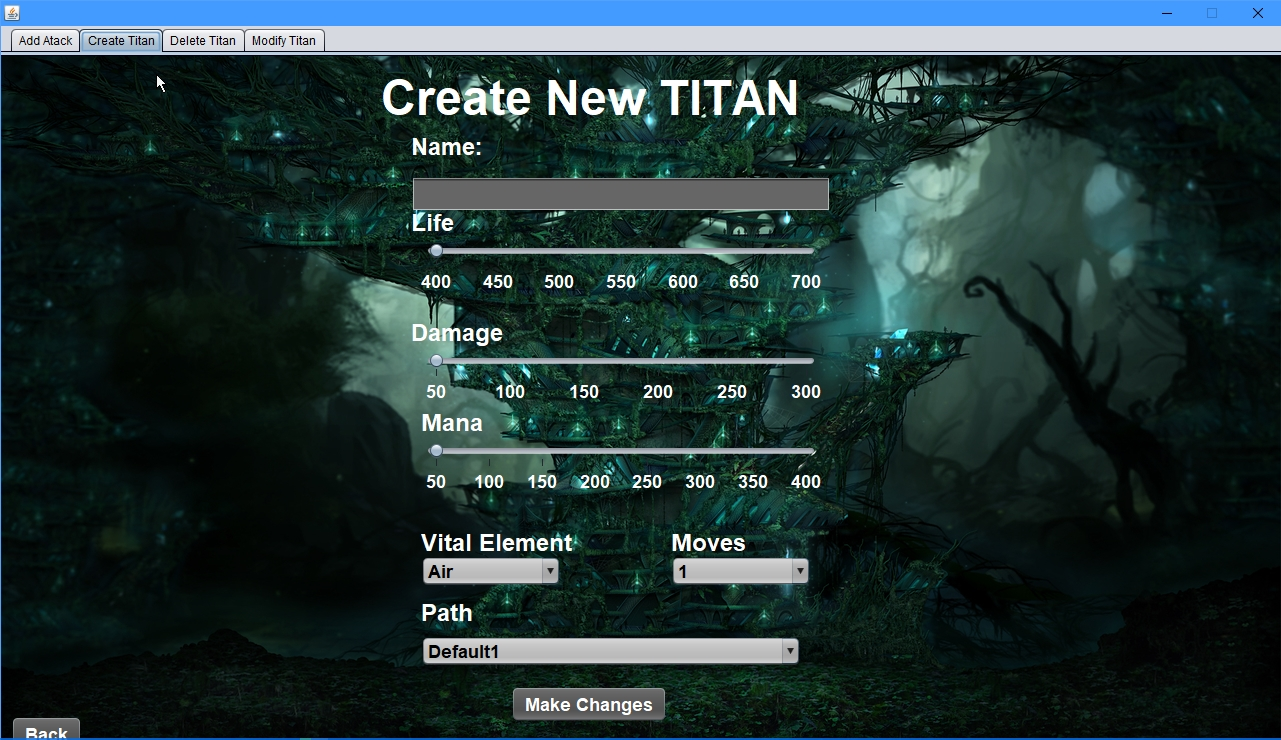 Add Atack Create Titan Delete Titan Modify Titan
Create New TITAN
Name:
Life
400 450 500 550 600 650 700
Damage
50 100 150 200 250 300
Mana
50 100 150 200 250 300 350 400
Vital Element Moves
Air 1
Path
Default1
Make Changes
Back